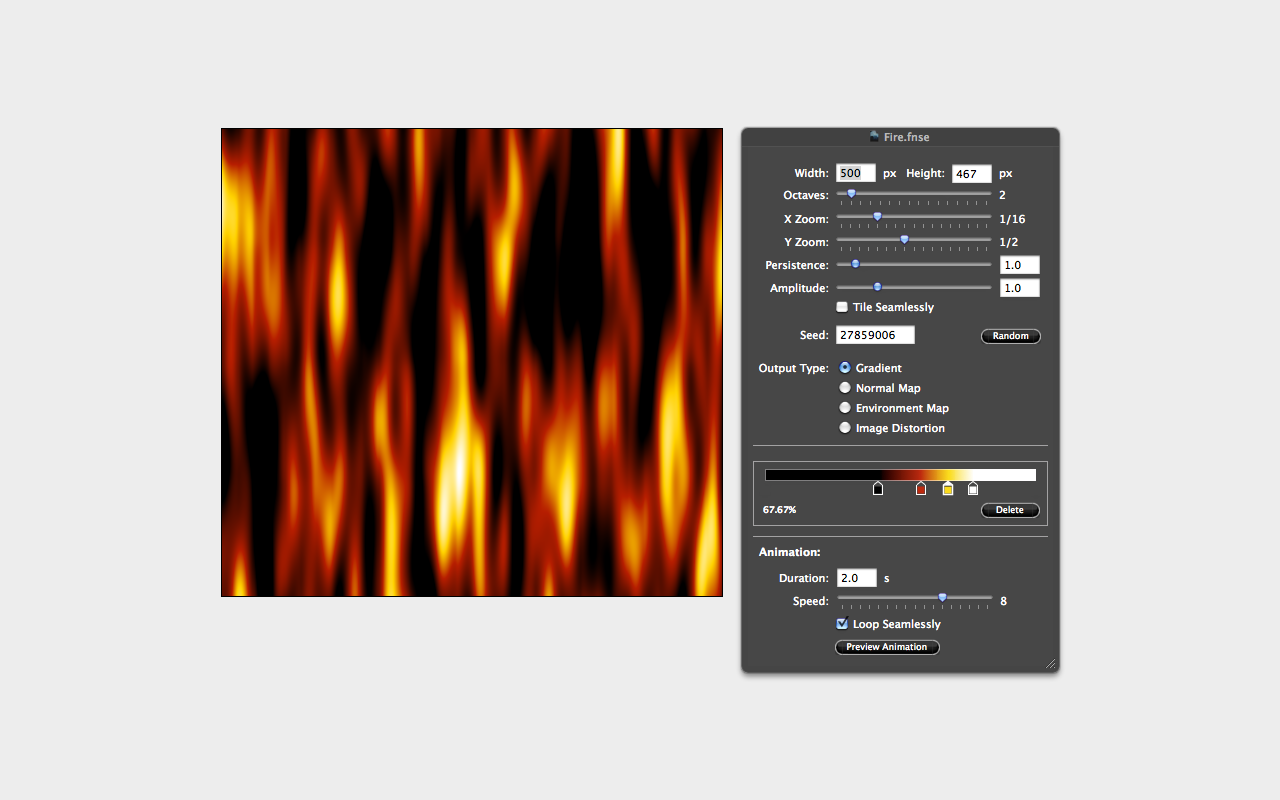 Fire.fnse
Width: 500 px Height: 467 px
Octaves: 2
X Zoom: 1/16
Y Zoom: 1/2
Persistence: 1.0
Amplitude: 1.0
Tile Seamlessly
Seed: 27859006 Random
Output Type: Gradient
Normal Map
Environment Map
Image Distortion
67.67% Delete
Animation:
Duration: 2.0 s
Speed: 8
Loop Seamlessly
Preview Animation